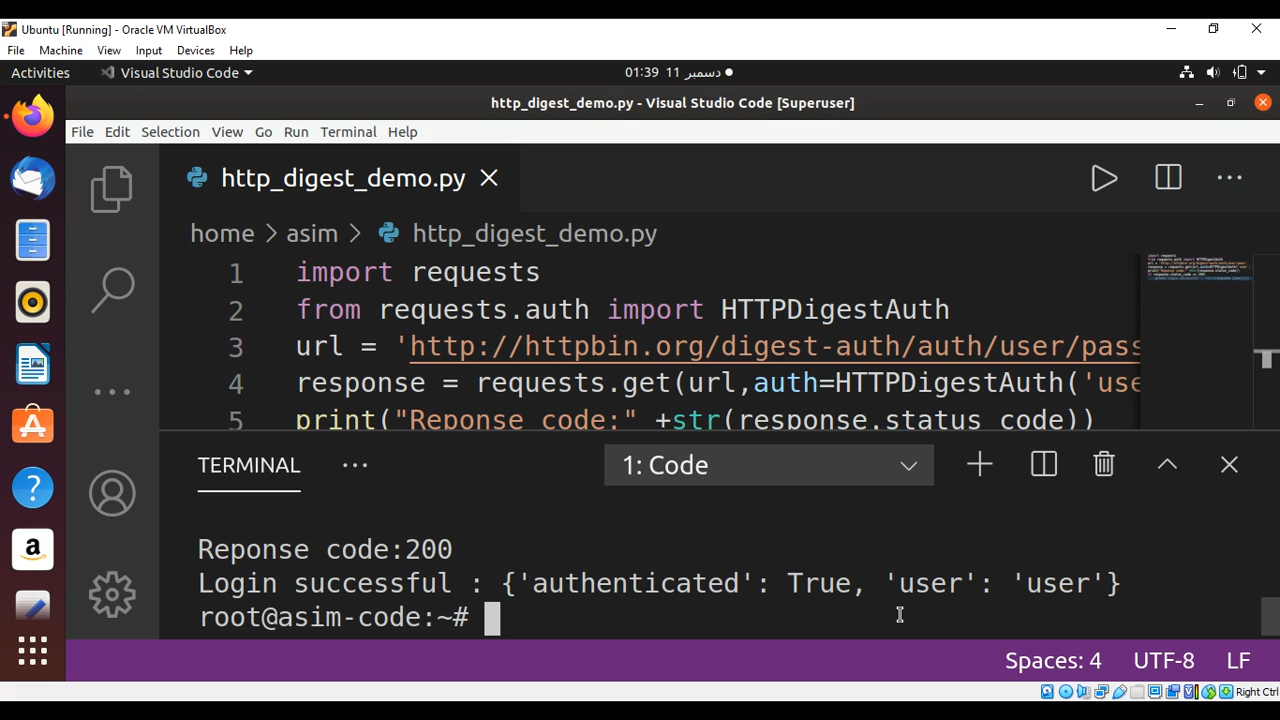 Ubuntu [Running] - Oracle VM VirtualBox
File Machine View Input Devices Help
Activities Visual Studio Code 01:39 11 دسمبر
http_digest_demo.py - Visual Studio Code [Superuser]
File Edit Selection View Go Run Terminal Help
http_digest_demo.py
home > asim > http_digest_demo.py
1 import requests
2 from requests.auth import HTTPDigestAuth
3 url = 'http://httpbin.org/digest-auth/auth/user/pass
4 response = requests.get(url,auth=HTTPDigestAuth('use
5 print("Reponse code:" +str(response.status_code))
TERMINAL 1: Code
Reponse code:200
Login successful : {'authenticated': True, 'user': 'user'}
root@asim-code:~#
Spaces: 4 UTF-8 LF
Right Ctrl